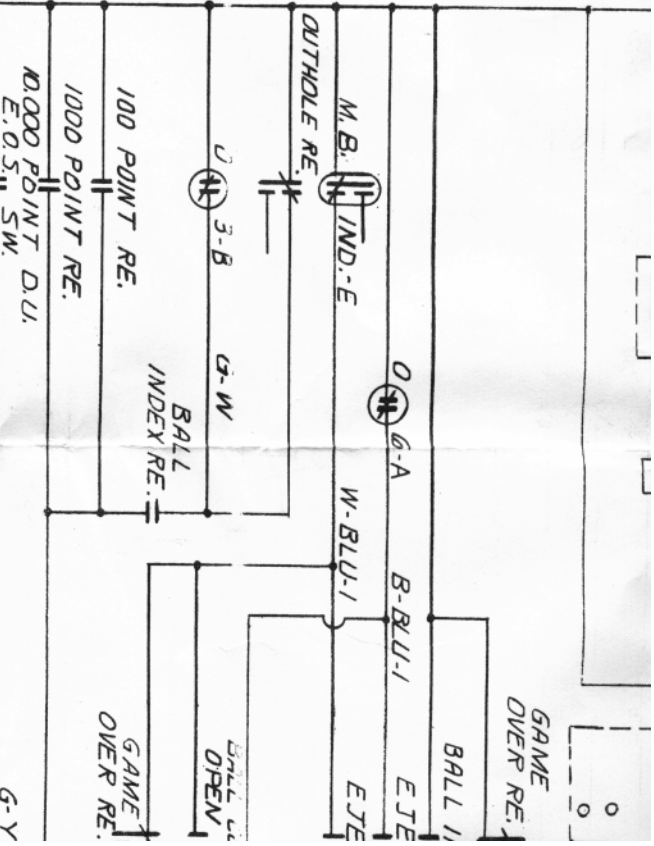 OUTHOLE RE.
M.B.
IND.-E
O
6-A
B-BLU-1
W-BLU-1
3-B
G-W
100 POINT RE.
1000 POINT RE.
10,000 POINT D.U.
E.O.S. SW.
BALL
INDEX RE.
GAME
OVER RE.
BALL
EJE
EJE
OPEN
GAME
OVER RE.
G-Y